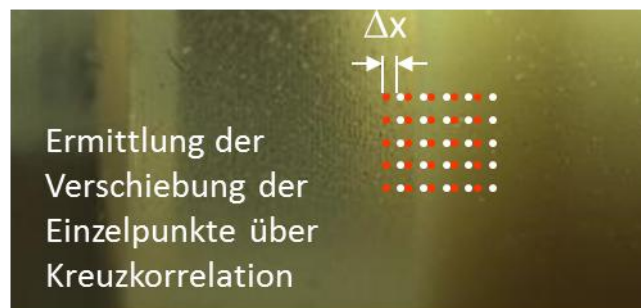 Δx
Ermittlung der
Verschiebung der
Einzelpunkte über
Kreuzkorrelation